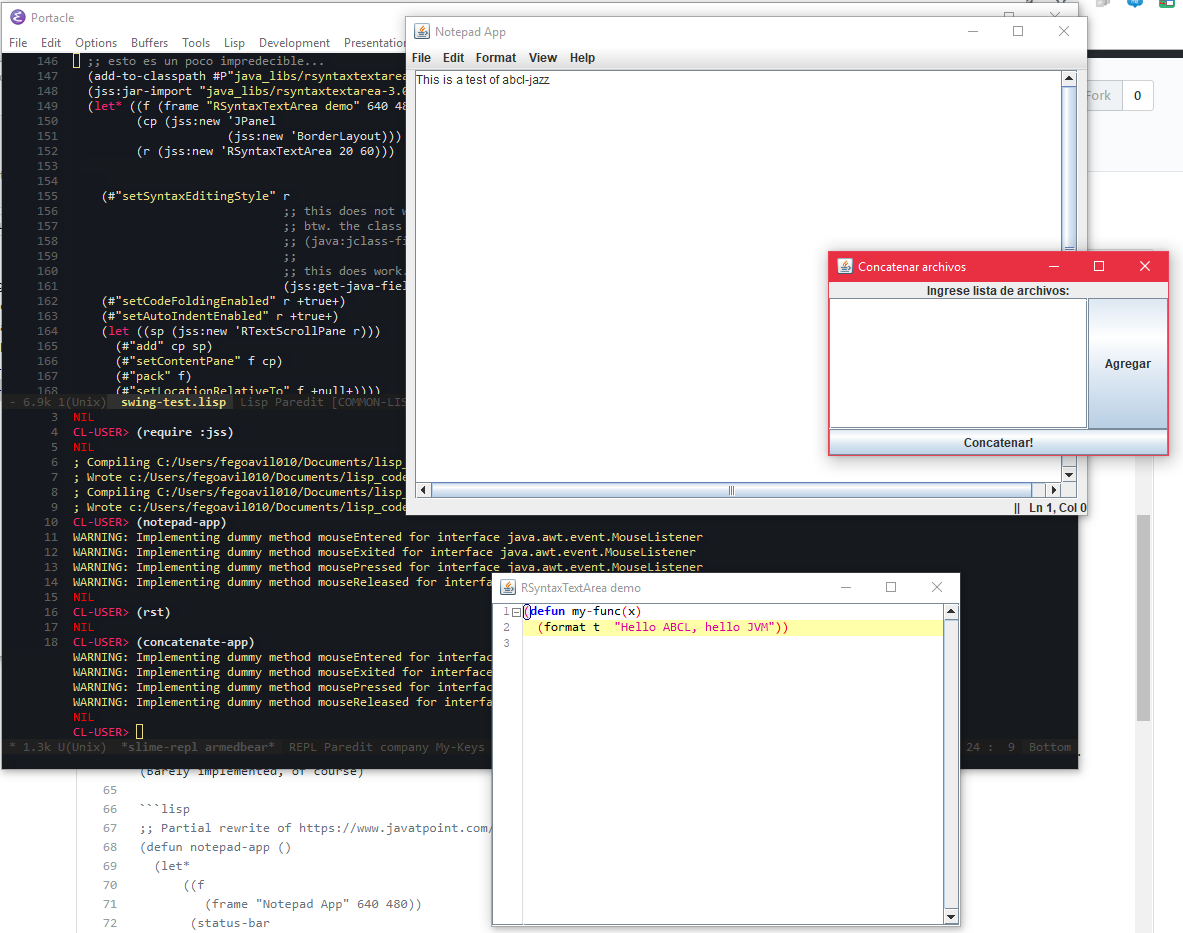 Portacle
File Edit Options Buffers Tools Lisp Development Presentation
146 ;; esto es un poco impredecible...
147 (add-to-classpath #P"java_libs/rsyntaxtextarea
148 (jss:jar-import "java_libs/rsyntaxtextarea-3.0
149 (let* ((f (frame "RSyntaxTextArea demo" 640 48
150 (cp (jss:new 'JPanel
151 (jss:new 'BorderLayout)))
152 (r (jss:new 'RSyntaxTextArea 20 60)))
153
154
155 (#"setSyntaxEditingStyle" r
156 ;; this does not w
157 ;; btw. the class
158 ;; (java:jclass-fi
159 ;;
160 ;; this does work.
161 (jss:get-java-fiel
162 (#"setCodeFoldingEnabled" r +true+)
163 (#"setAutoIndentEnabled" r +true+)
164 (let ((sp (jss:new 'RTextScrollPane r)))
165 (#"add" cp sp)
166 (#"setContentPane" f cp)
167 (#"pack" f)
168 (#"setLocationRelativeTo" f +null+))))
- 6.9k 1(Unix) swing-test.lisp Lisp Paredit [COMMON-LIS
3 NIL
4 CL-USER> (require :jss)
5 NIL
6 ; Compiling C:/Users/fegoavil010/Documents/lisp_
7 ; Wrote c:/Users/fegoavil010/Documents/lisp_code
8 ; Compiling C:/Users/fegoavil010/Documents/lisp_
9 ; Wrote c:/Users/fegoavil010/Documents/lisp_code
10 CL-USER> (notepad-app)
11 WARNING: Implementing dummy method mouseEntered for interface java.awt.event.MouseListener
12 WARNING: Implementing dummy method mouseExited for interface java.awt.event.MouseListener
13 WARNING: Implementing dummy method mousePressed for interface java.awt.event.MouseListener
14 WARNING: Implementing dummy method mouseReleased for interfa
15 NIL
16 CL-USER> (rst)
17 NIL
18 CL-USER> (concatenate-app)
WARNING: Implementing dummy method mouseEntered for interfac
WARNING: Implementing dummy method mouseExited for interface
WARNING: Implementing dummy method mousePressed for interfac
WARNING: Implementing dummy method mouseReleased for interfa
NIL
CL-USER>
* 1.3k U(Unix) *slime-repl armedbear* REPL Paredit company My-Keys
24 : 9 Bottom
Notepad App
File Edit Format View Help
This is a test of abcl-jazz
|| Ln 1, Col 0
Fork 0
Concatenar archivos
Ingrese lista de archivos:
Agregar
Concatenar!
RSyntaxTextArea demo
1 (defun my-func(x)
2 (format t "Hello ABCL, hello JVM"))
3
(Barely implemented, of course)
65
66 ```lisp
67 ;; Partial rewrite of https://www.javatpoint.com/
68 (defun notepad-app ()
69 (let*
70 ((f
71 (frame "Notepad App" 640 480))
72 (status-bar